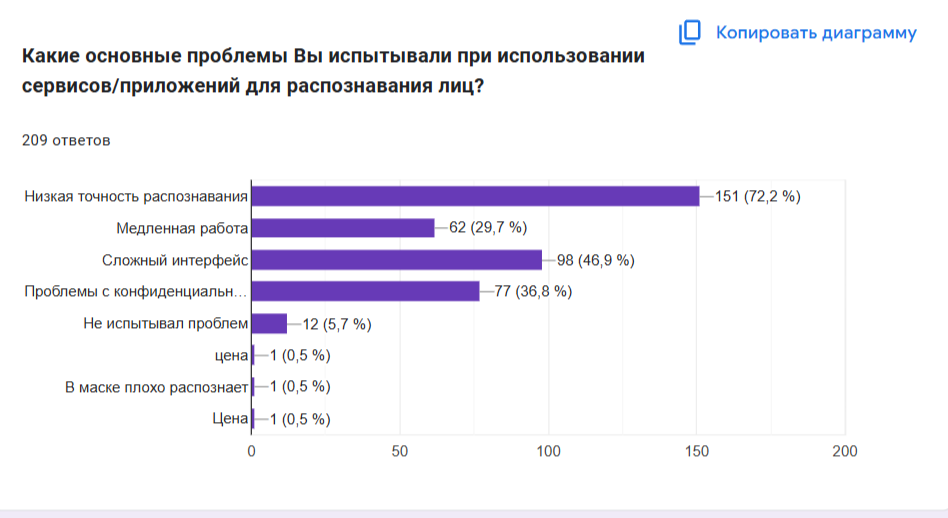 Копировать диаграмму
Какие основные проблемы Вы испытывали при использовании
сервисов/приложений для распознавания лиц?
209 ответов
Низкая точность распознавания 151 (72,2 %)
Медленная работа 62 (29,7 %)
Сложный интерфейс 98 (46,9 %)
Проблемы с конфиденциальн... 77 (36,8 %)
Не испытывал проблем 12 (5,7 %)
цена 1 (0,5 %)
В маске плохо распознает 1 (0,5 %)
Цена 1 (0,5 %)
0 50 100 150 200